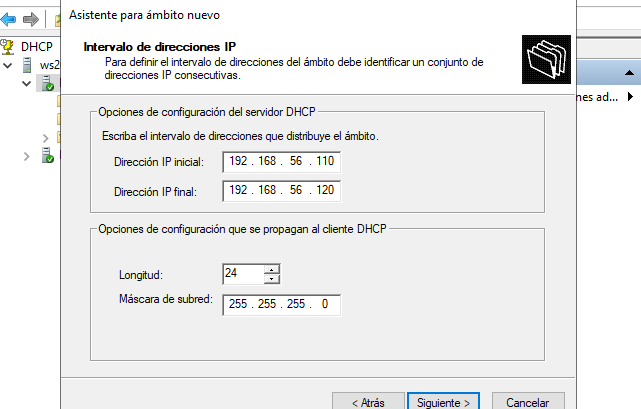 Asistente para ámbito nuevo
DHCP
ws2
Intervalo de direcciones IP
Para definir el intervalo de direcciones del ámbito debe identificar un conjunto de
direcciones IP consecutivas.
nes ad...
Opciones de configuración del servidor DHCP
Escriba el intervalo de direcciones que distribuye el ámbito.
Dirección IP inicial: 192 . 168 . 56 . 110
Dirección IP final: 192 . 168 . 56 . 120
Opciones de configuración que se propagan al cliente DHCP
Longitud: 24
Máscara de subred: 255 . 255 . 255 . 0
< Atrás Siguiente > Cancelar